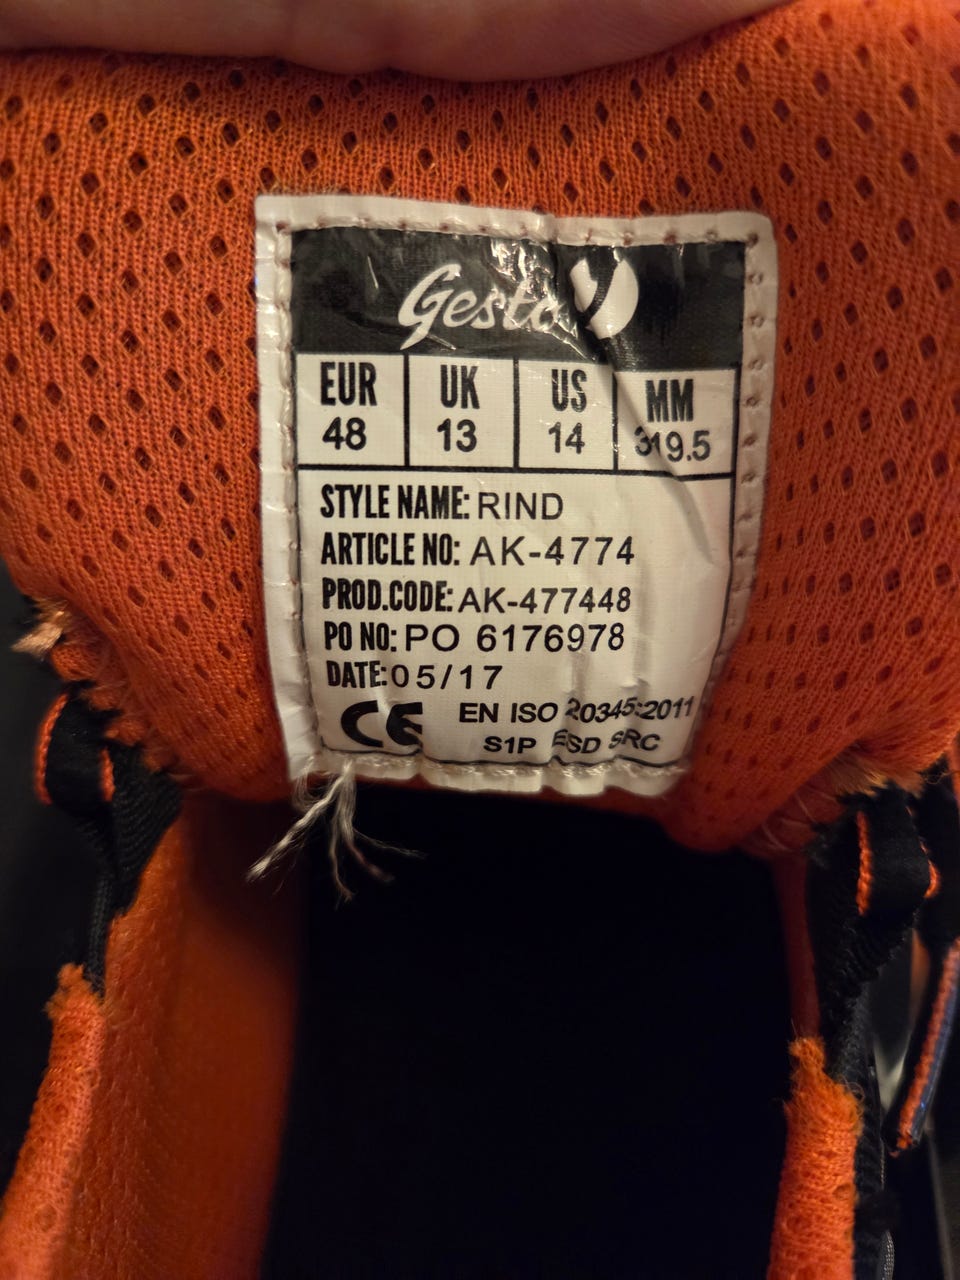 Gesto
EUR UK US MM
48 13 14 319.5
STYLE NAME: RIND
ARTICLE NO: AK-4774
PROD.CODE: AK-477448
PO NO: PO 6176978
DATE: 05/17
CE EN ISO 20345:2011
S1P ESD SRC